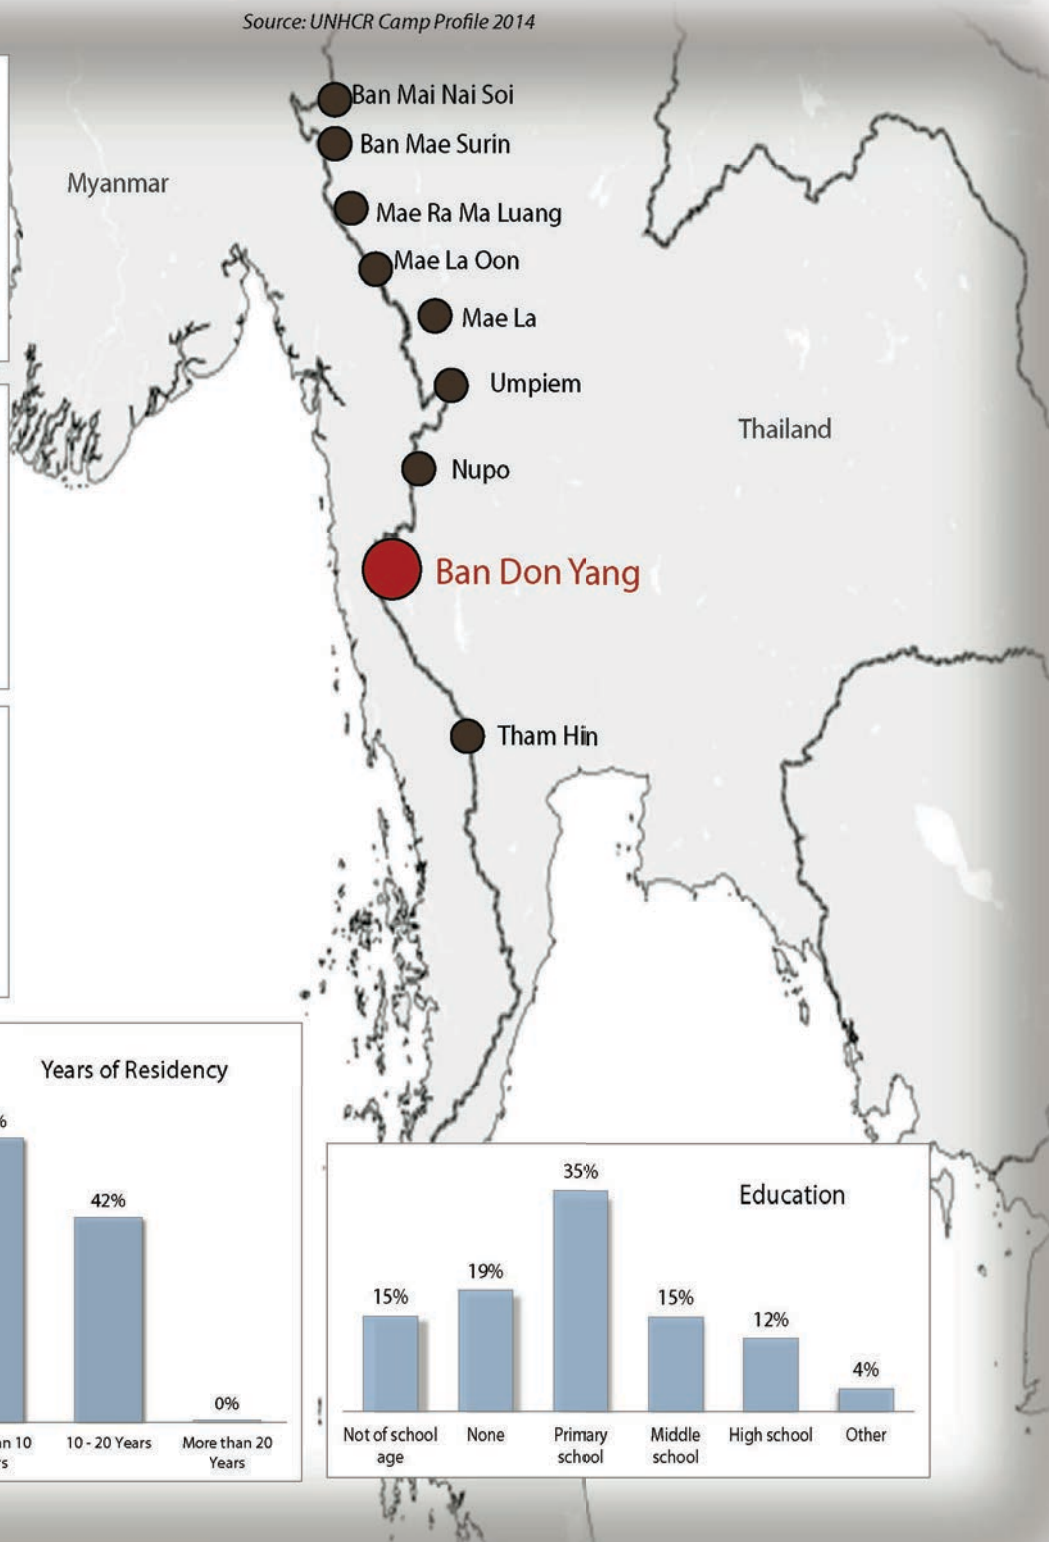 Source: UNHCR Camp Profile 2014
Ban Mai Nai Soi
Ban Mae Surin
Myanmar
Mae Ra Ma Luang
Mae La Oon
Mae La
Umpiem
Thailand
Nupo
Ban Don Yang
Tham Hin
Years of Residency
%
42%
0%
10 - 20 Years
More than 20
Years
10
Education
15%
19%
35%
15%
12%
4%
Not of school
age
None
Primary
school
Middle
school
High school
Other